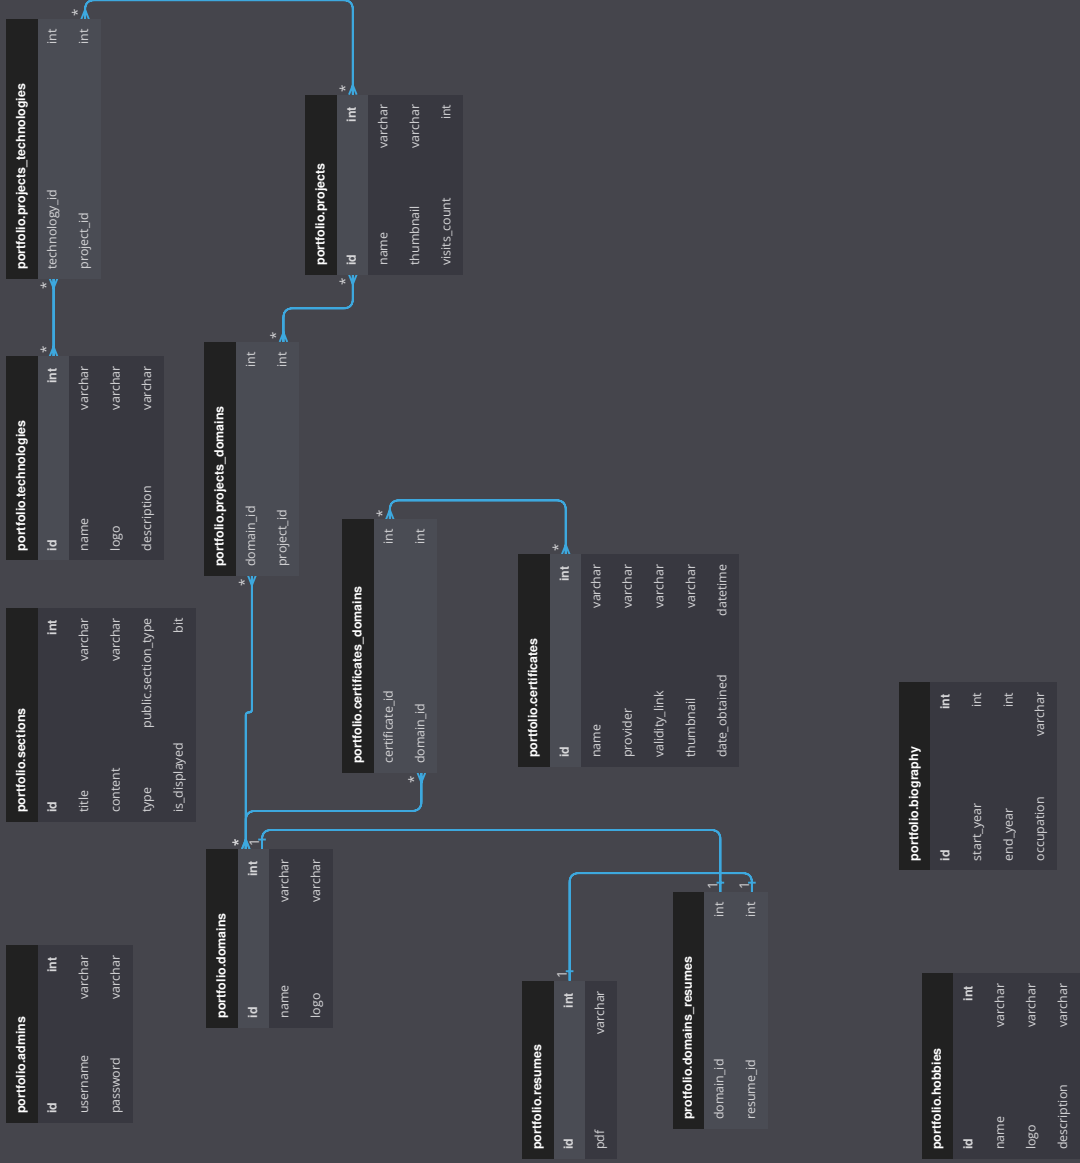 portfolio.admins
id int
username varchar
password varchar
portfolio.sections
id int
title varchar
content varchar
type public.section_type
is_displayed bit
portfolio.technologies
id int *
name varchar
logo varchar
description varchar
portfolio.projects_technologies
* technology_id int
project_id int *
portfolio.domains
id int * 1
name varchar
logo varchar
portfolio.projects_domains
* domain_id int
project_id int *
portfolio.projects
* id int *
name varchar
thumbnail varchar
visits_count int
portfolio.certificates_domains
certificate_id int *
* domain_id int
portfolio.resumes
id int 1
pdf varchar
portfolio.certificates
id int *
name varchar
provider varchar
validity_link varchar
thumbnail varchar
date_obtained datetime
protfolio.domains_resumes
domain_id int 1
resume_id int 1
portfolio.biography
id int
start_year int
end_year int
occupation varchar
portfolio.hobbies
id int
name varchar
logo varchar
description varchar